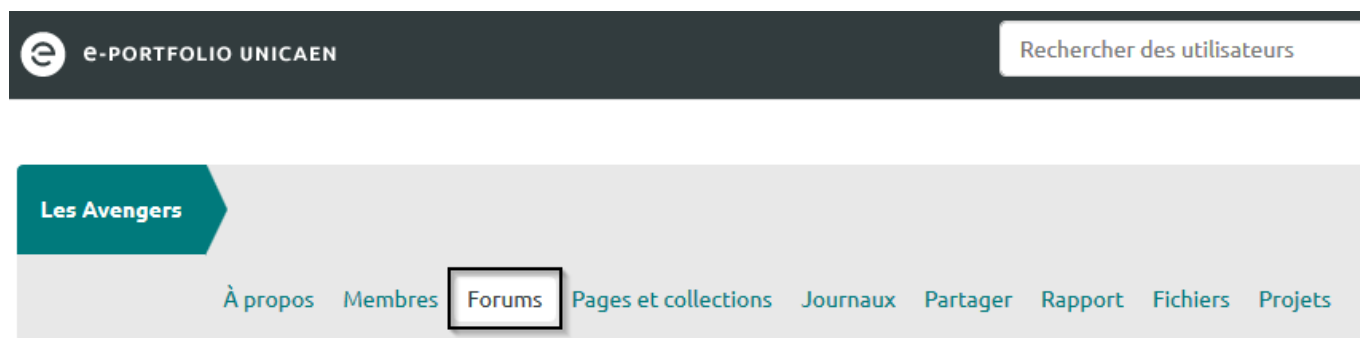 e e-PORTFOLIO UNICAEN
Rechercher des utilisateurs
Les Avengers
À propos Membres Forums Pages et collections Journaux Partager Rapport Fichiers Projets